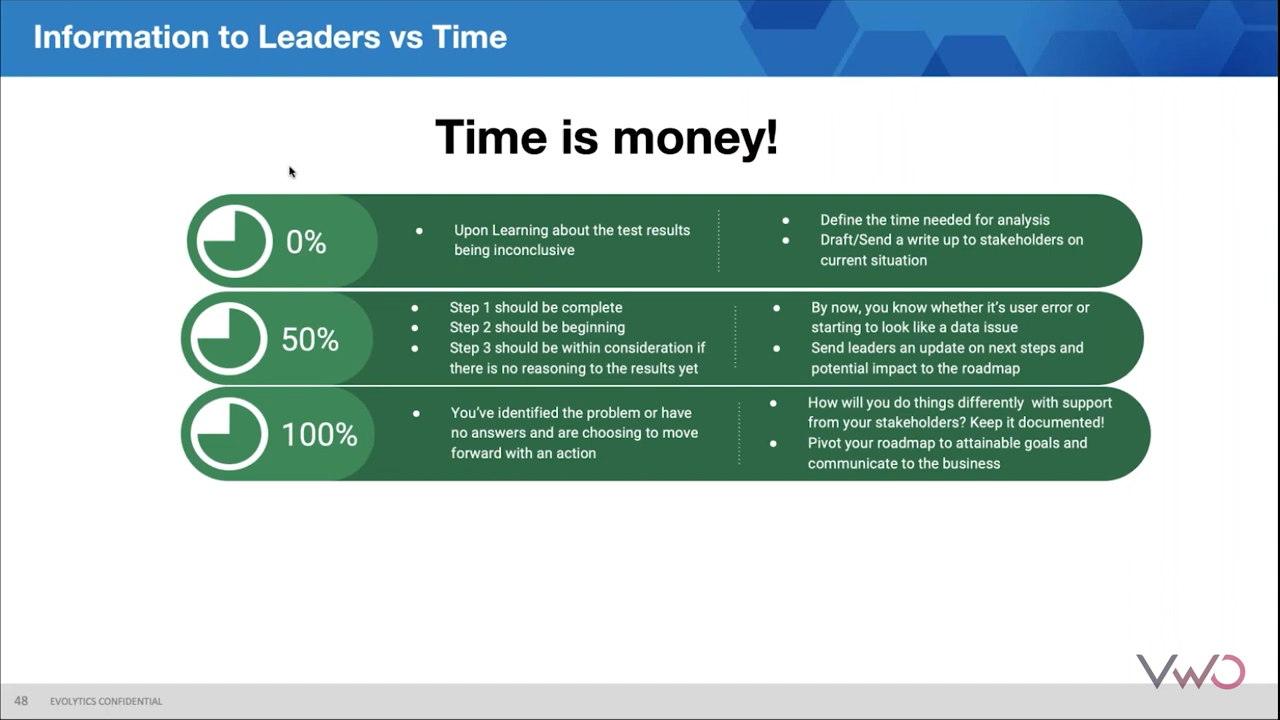 Information to Leaders vs Time
Time is money!
0%
Upon Learning about the test results
being inconclusive
Define the time needed for analysis
Draft/Send a write up to stakeholders on
current situation
50%
Step 1 should be complete
Step 2 should be beginning
Step 3 should be within consideration if
there is no reasoning to the results yet
By now, you know whether it's user error or
starting to look like a data issue
Send leaders an update on next steps and
potential impact to the roadmap
100%
You've identified the problem or have
no answers and are choosing to move
forward with an action
How will you do things differently with support
from your stakeholders? Keep it documented!
Pivot your roadmap to attainable goals and
communicate to the business
VWO
48 EVOLYTICS CONFIDENTIAL